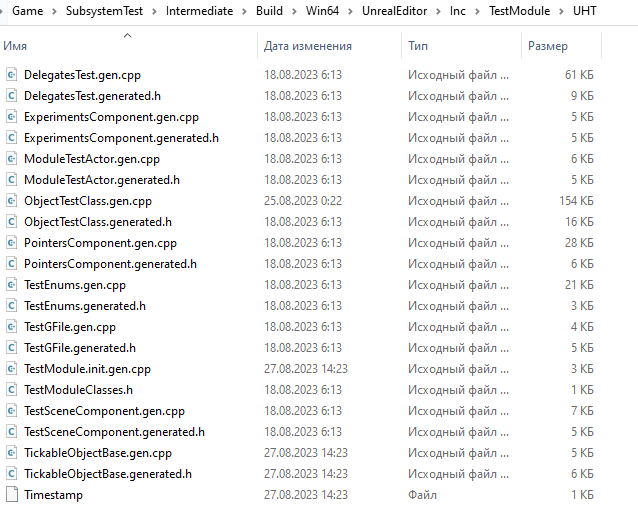 Game > SubsystemTest > Intermediate > Build > Win64 > UnrealEditor > Inc > TestModule > UHT
Имя Дата изменения Тип Размер
DelegatesTest.gen.cpp 18.08.2023 6:13 Исходный файл ... 61 КБ
DelegatesTest.generated.h 18.08.2023 6:13 Исходный файл ... 9 КБ
ExperimentsComponent.gen.cpp 18.08.2023 6:13 Исходный файл ... 5 КБ
ExperimentsComponent.generated.h 18.08.2023 6:13 Исходный файл ... 5 КБ
ModuleTestActor.gen.cpp 18.08.2023 6:13 Исходный файл ... 6 КБ
ModuleTestActor.generated.h 18.08.2023 6:13 Исходный файл ... 5 КБ
ObjectTestClass.gen.cpp 25.08.2023 0:22 Исходный файл ... 154 КБ
ObjectTestClass.generated.h 18.08.2023 6:13 Исходный файл ... 16 КБ
PointersComponent.gen.cpp 18.08.2023 6:13 Исходный файл ... 28 КБ
PointersComponent.generated.h 18.08.2023 6:13 Исходный файл ... 6 КБ
TestEnums.gen.cpp 18.08.2023 6:13 Исходный файл ... 21 КБ
TestEnums.generated.h 18.08.2023 6:13 Исходный файл ... 3 КБ
TestGFile.gen.cpp 18.08.2023 6:13 Исходный файл ... 4 КБ
TestGFile.generated.h 18.08.2023 6:13 Исходный файл ... 5 КБ
TestModule.init.gen.cpp 27.08.2023 14:23 Исходный файл ... 3 КБ
TestModuleClasses.h 18.08.2023 6:13 Исходный файл ... 1 КБ
TestSceneComponent.gen.cpp 18.08.2023 6:13 Исходный файл ... 7 КБ
TestSceneComponent.generated.h 18.08.2023 6:13 Исходный файл ... 5 КБ
TickableObjectBase.gen.cpp 27.08.2023 14:23 Исходный файл ... 5 КБ
TickableObjectBase.generated.h 27.08.2023 14:23 Исходный файл ... 6 КБ
Timestamp 27.08.2023 14:23 Файл 1 КБ